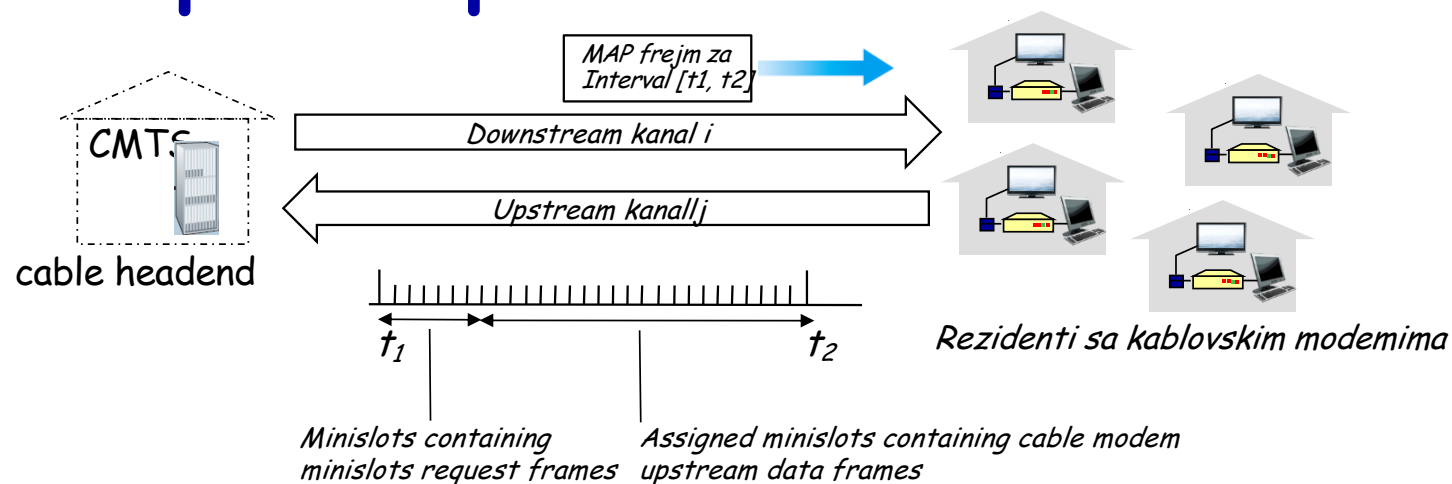 MAP frejm za
Interval [t1, t2]
CMTS
Downstream kanal i
Upstream kanallj
cable headend
t1
t2
Rezidenti sa kablovskim modemima
Minislots containing
minislots request frames
Assigned minislots containing cable modem
upstream data frames